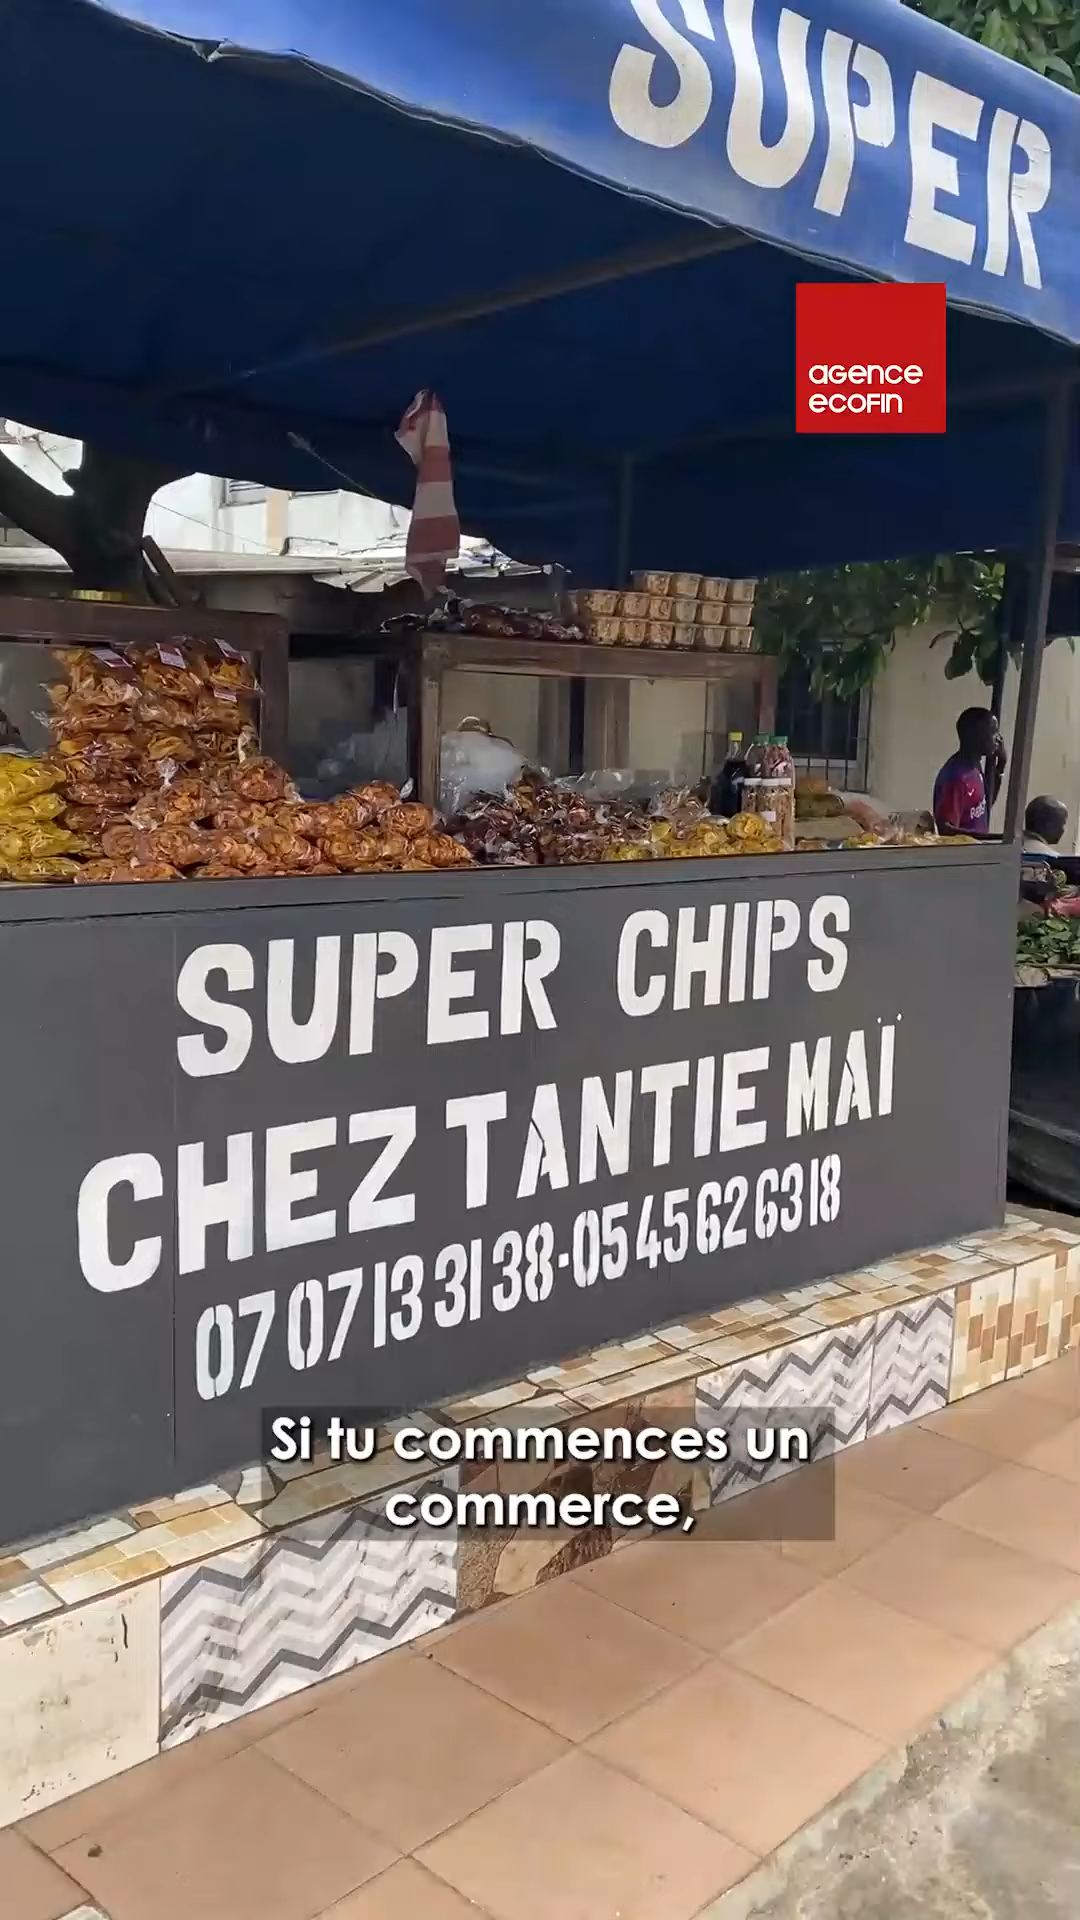 SUPER
agence
ecofin
SUPER CHIPS
CHEZ TANTIE MAÏ
07 07 13 31 38-05 45 62 63 18
Si tu commences un
commerce,